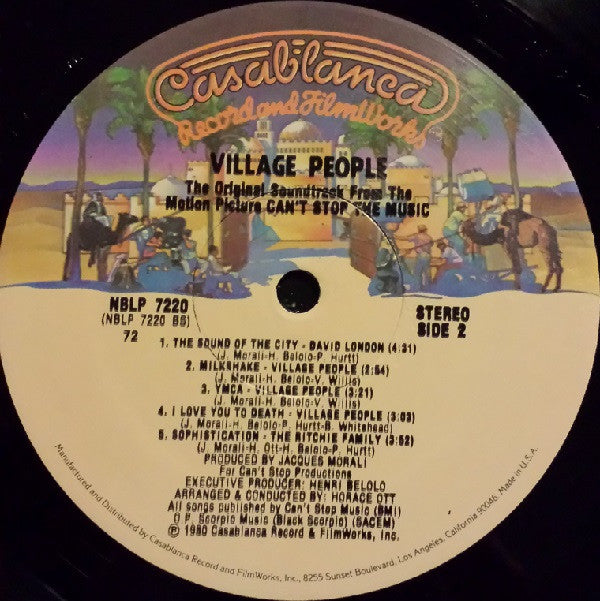 Casablanca
Record and FilmWorks
VILLAGE PEOPLE
The Original Soundtrack From The
Motion Picture CAN'T STOP THE MUSIC
NBLP 7220
(NBLP 7220 BS)
72
STEREO
SIDE 2
1. THE SOUND OF THE CITY - DAVID LONDON (4:31)
(J. Morali-H. Belolo-P. Hurtt)
2. MILKSHAKE - VILLAGE PEOPLE (3:54)
(J. Morali-H. Belolo-V. Willis)
3. YMCA - VILLAGE PEOPLE (3:21)
(J. Morali-H. Belolo-V. Willis)
4. I LOVE YOU TO DEATH - VILLAGE PEOPLE (3:03)
(J. Morali-H. Belolo-P. Hurtt-B. Whitehead)
5. SOPHISTICATION - THE RITCHIE FAMILY (3:52)
(J. Morali-H. Ott-H. Belolo-P. Hurtt)
PRODUCED BY JACQUES MORALI
For Can't Stop Productions
EXECUTIVE PRODUCER: HENRI BELOLO
ARRANGED & CONDUCTED BY: HORACE OTT
All songs published by Can't Stop Music (BMI)
O P. Scorpio Music (Black Scorpio) (SACEM)
℗ 1980 Casablanca Record & FilmWorks, Inc.
Manufactured and Distributed by Casablanca Record and FilmWorks, Inc., 8255 Sunset Boulevard, Los Angeles, California 90046, Made in U.S.A.